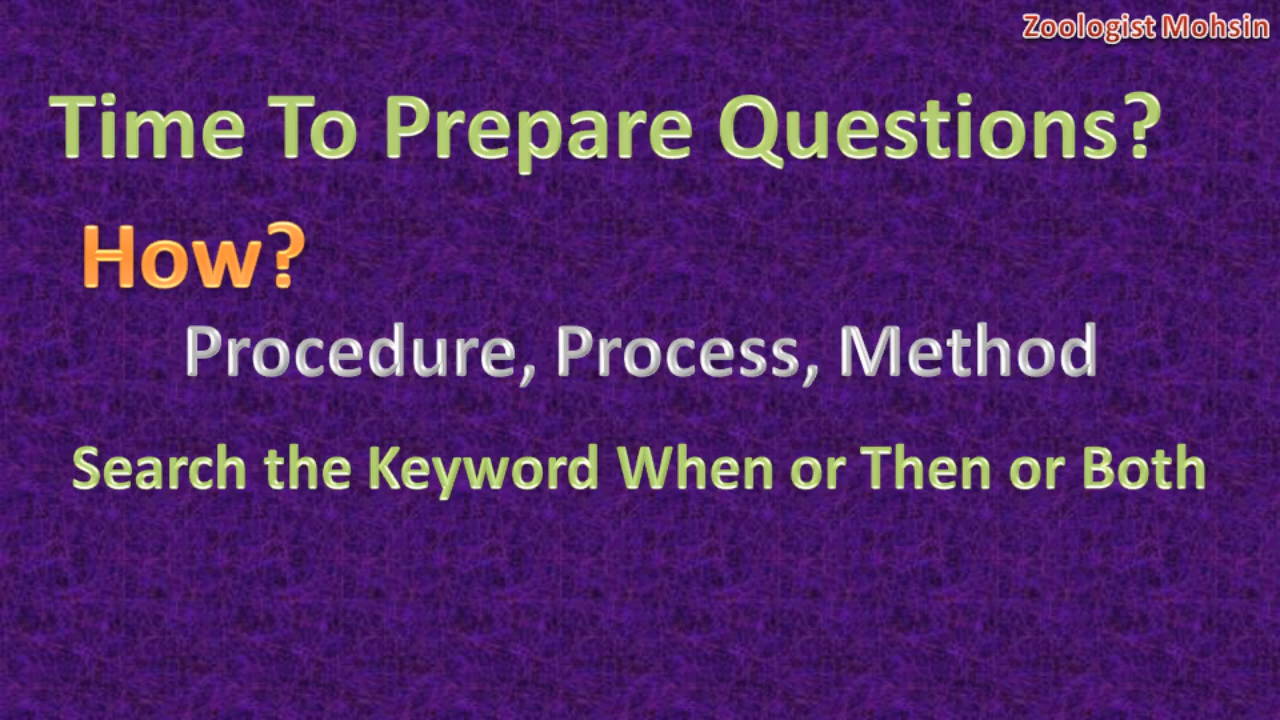 Zoologist Mohsin
Time To Prepare Questions?
How?
Procedure, Process, Method
Search the Keyword When or Then or Both